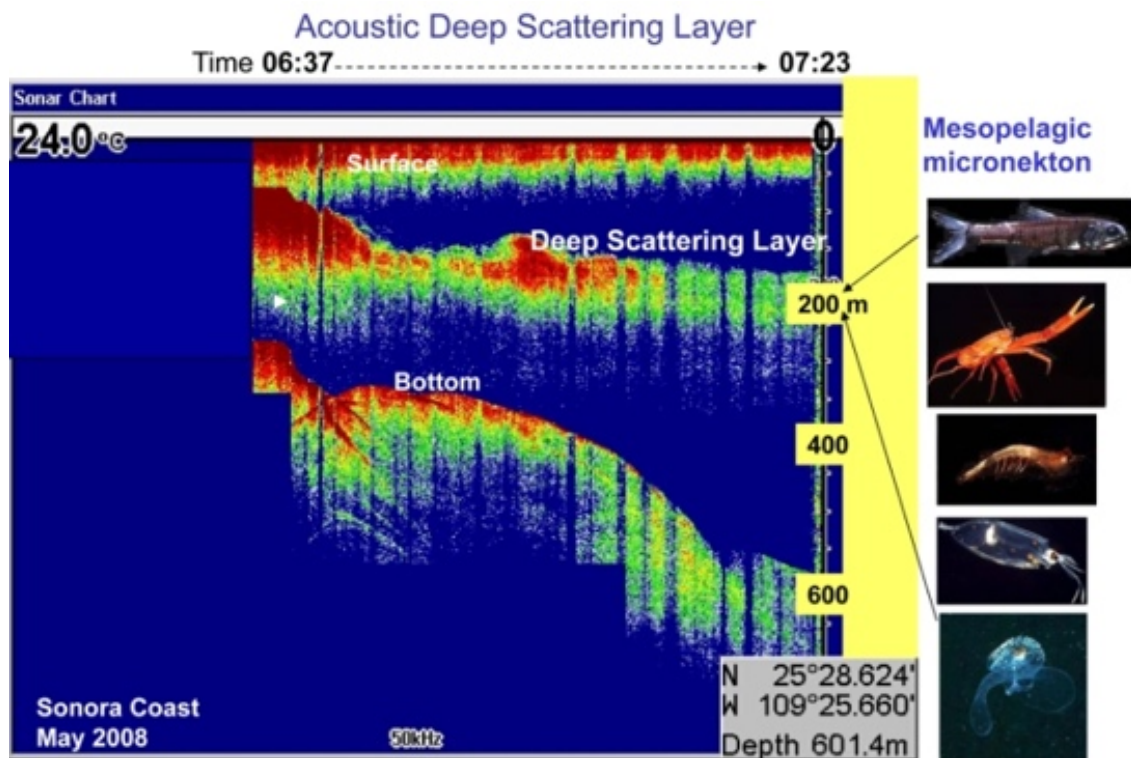 Acoustic Deep Scattering Layer
Time 06:37 07:23
Sonar Chart
24.0 °C
0
Surface
Deep Scattering Layer
200 m
Bottom
400
600
N 25°28.624'
W 109°25.660'
Depth 601.4m
Sonora Coast
May 2008
50kHz
Mesopelagic
micronekton